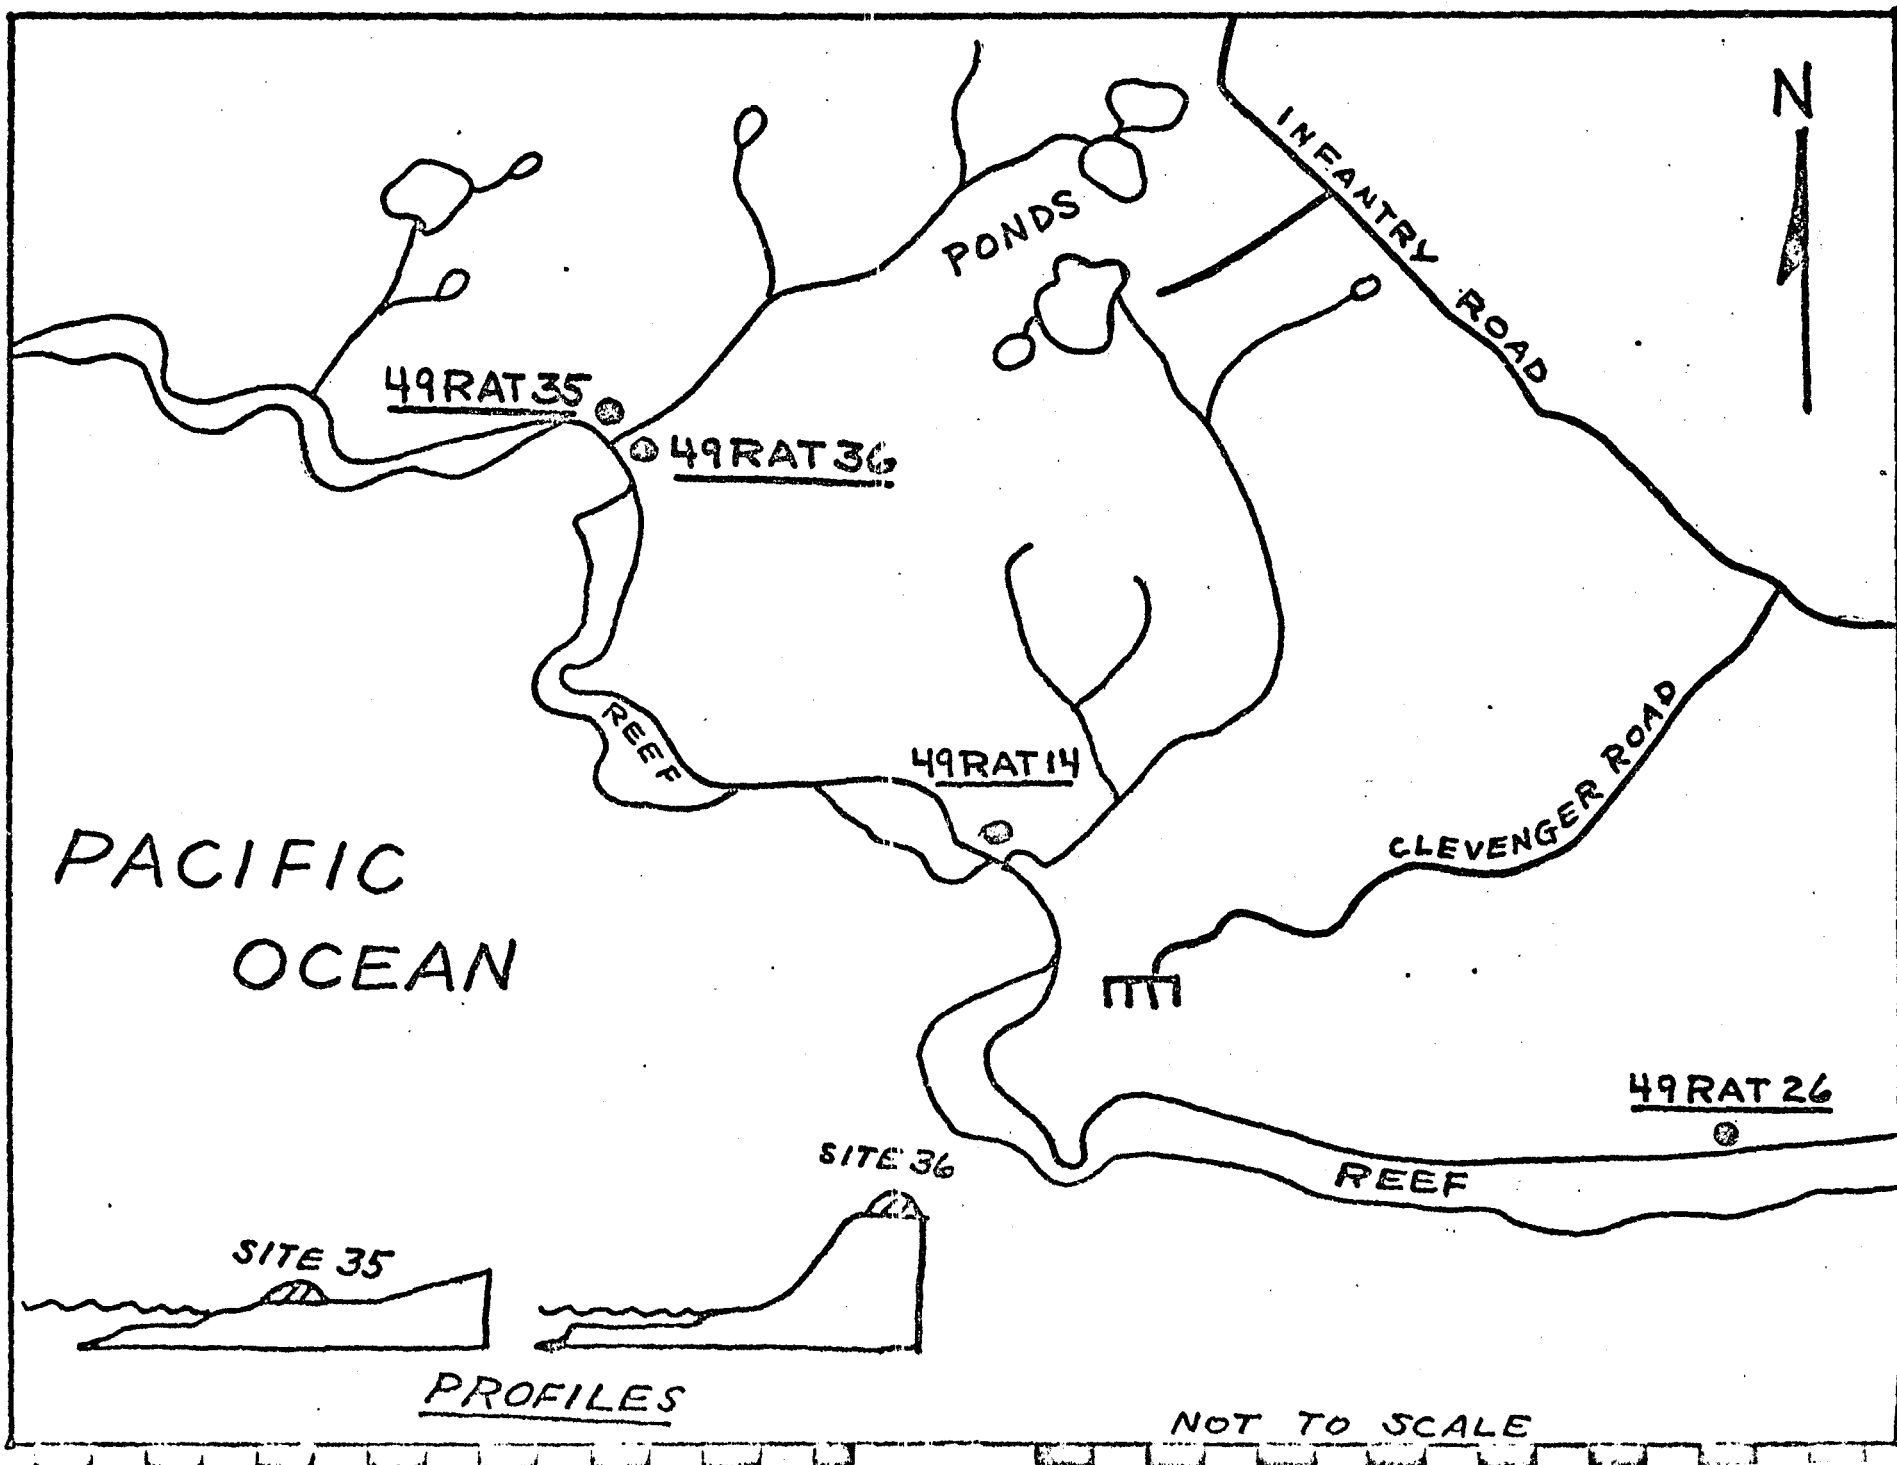 N
INFANTRY ROAD
PONDS
49RAT35
49RAT36
REEF
49RAT14
CLEVENGER ROAD
PACIFIC
OCEAN
49RAT26
REEF
SITE 36
SITE 35
PROFILES
NOT TO SCALE